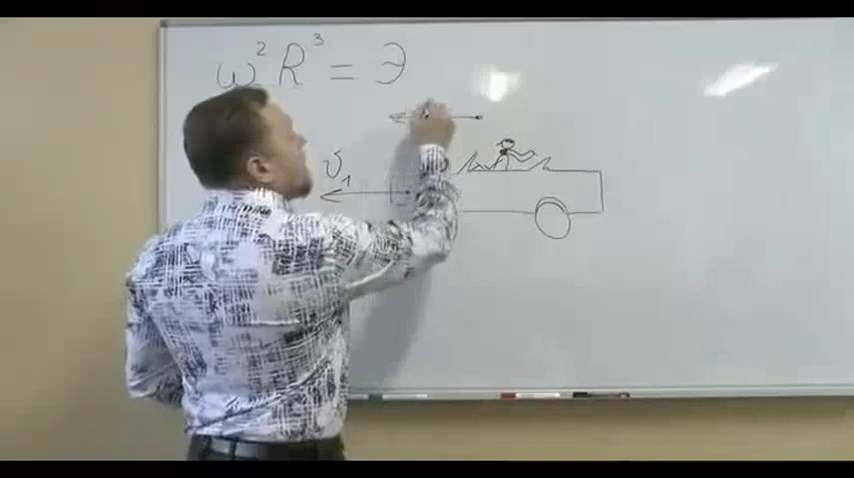 ω²R³ = Э
υ₁